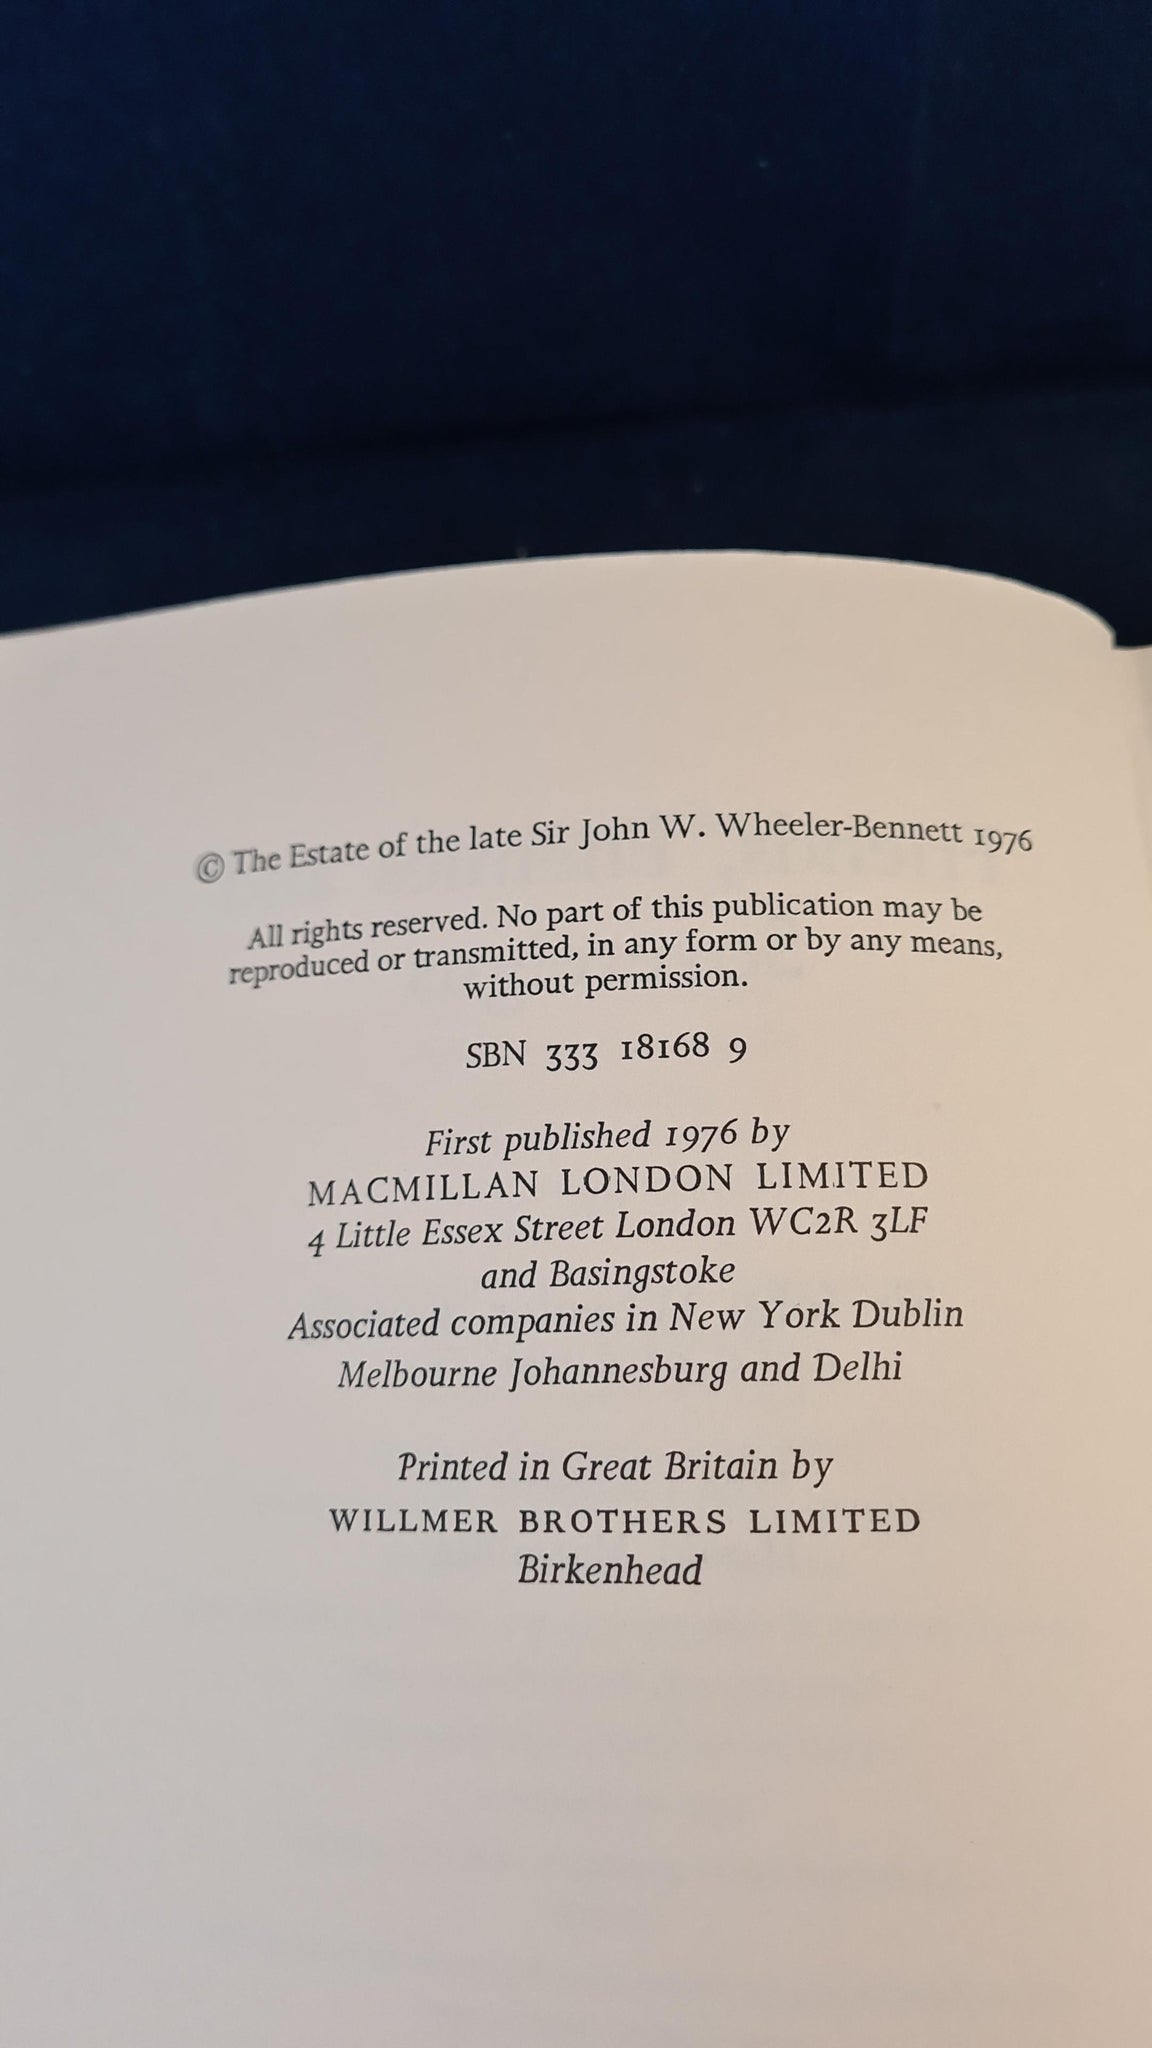 © The Estate of the late Sir John W. Wheeler-Bennett 1976
All rights reserved. No part of this publication may be
reproduced or transmitted, in any form or by any means,
without permission.
SBN 333 18168 9
First published 1976 by
MACMILLAN LONDON LIMITED
4 Little Essex Street London WC2R 3LF
and Basingstoke
Associated companies in New York Dublin
Melbourne Johannesburg and Delhi
Printed in Great Britain by
WILLMER BROTHERS LIMITED
Birkenhead